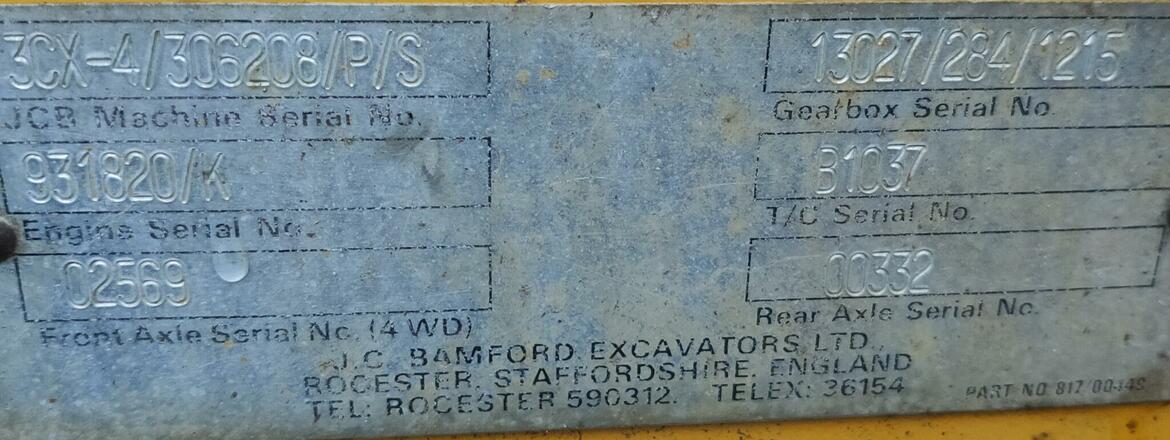 3CX-4/306208/P/S
JCB Machine Serial No.
13027/284/1215
Gearbox Serial No.
931820/K
Engine Serial No.
B1037
T/C Serial No.
02569
Front Axle Serial No. (4 WD)
00332
Rear Axle Serial No.
J.C. BAMFORD EXCAVATORS LTD.,
ROCESTER, STAFFORDSHIRE, ENGLAND
TEL: ROCESTER 590312. TELEX: 36154
PART NO